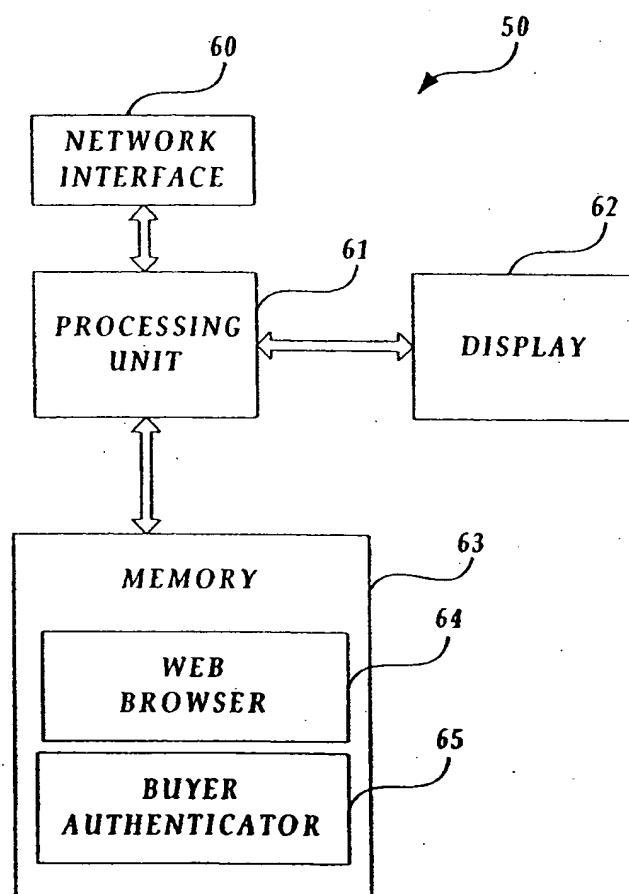 60
50
NETWORK
INTERFACE
61
62
PROCESSING
UNIT
DISPLAY
63
MEMORY
64
WEB
BROWSER
65
BUYER
AUTHENTICATOR